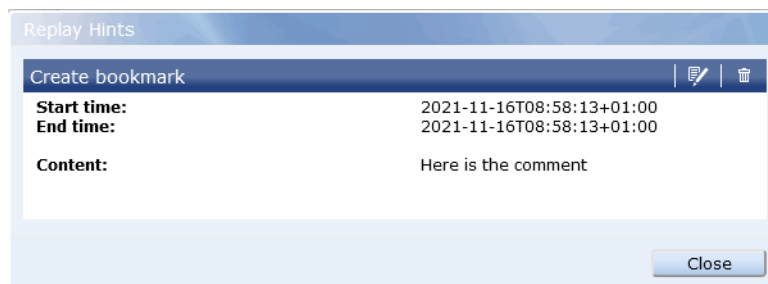 Replay Hints
Create bookmark
Start time: 2021-11-16T08:58:13+01:00
End time: 2021-11-16T08:58:13+01:00
Content: Here is the comment
Close